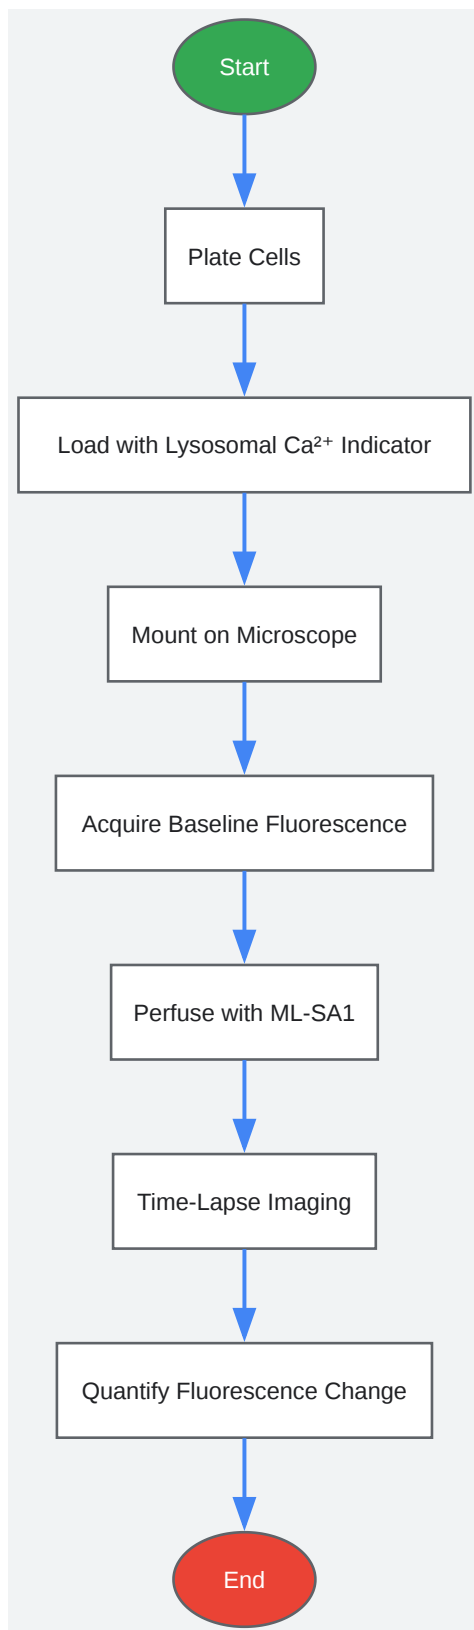 Start
Plate Cells
Load with Lysosomal Ca²⁺ Indicator
Mount on Microscope
Acquire Baseline Fluorescence
Perfuse with ML-SA1
Time-Lapse Imaging
Quantify Fluorescence Change
End